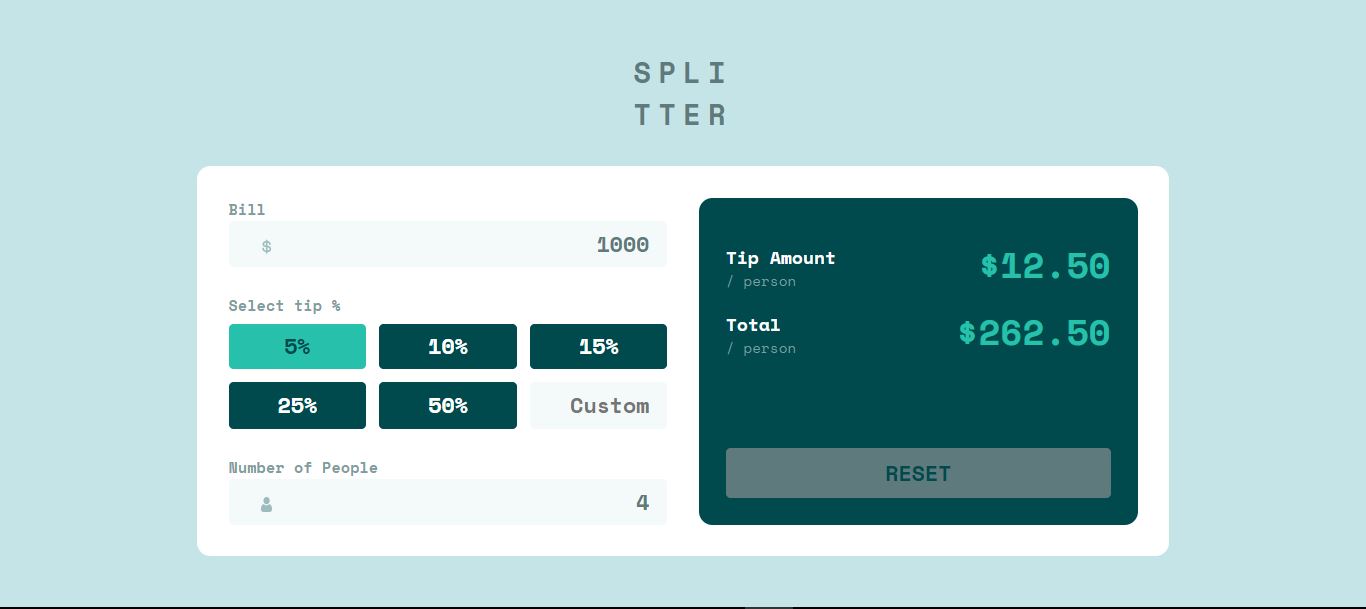 SPLI
TTER
Bill
$ 1000
Select tip %
5% 10% 15%
25% 50% Custom
Number of People
4
Tip Amount
/ person
$12.50
Total
/ person
$262.50
RESET